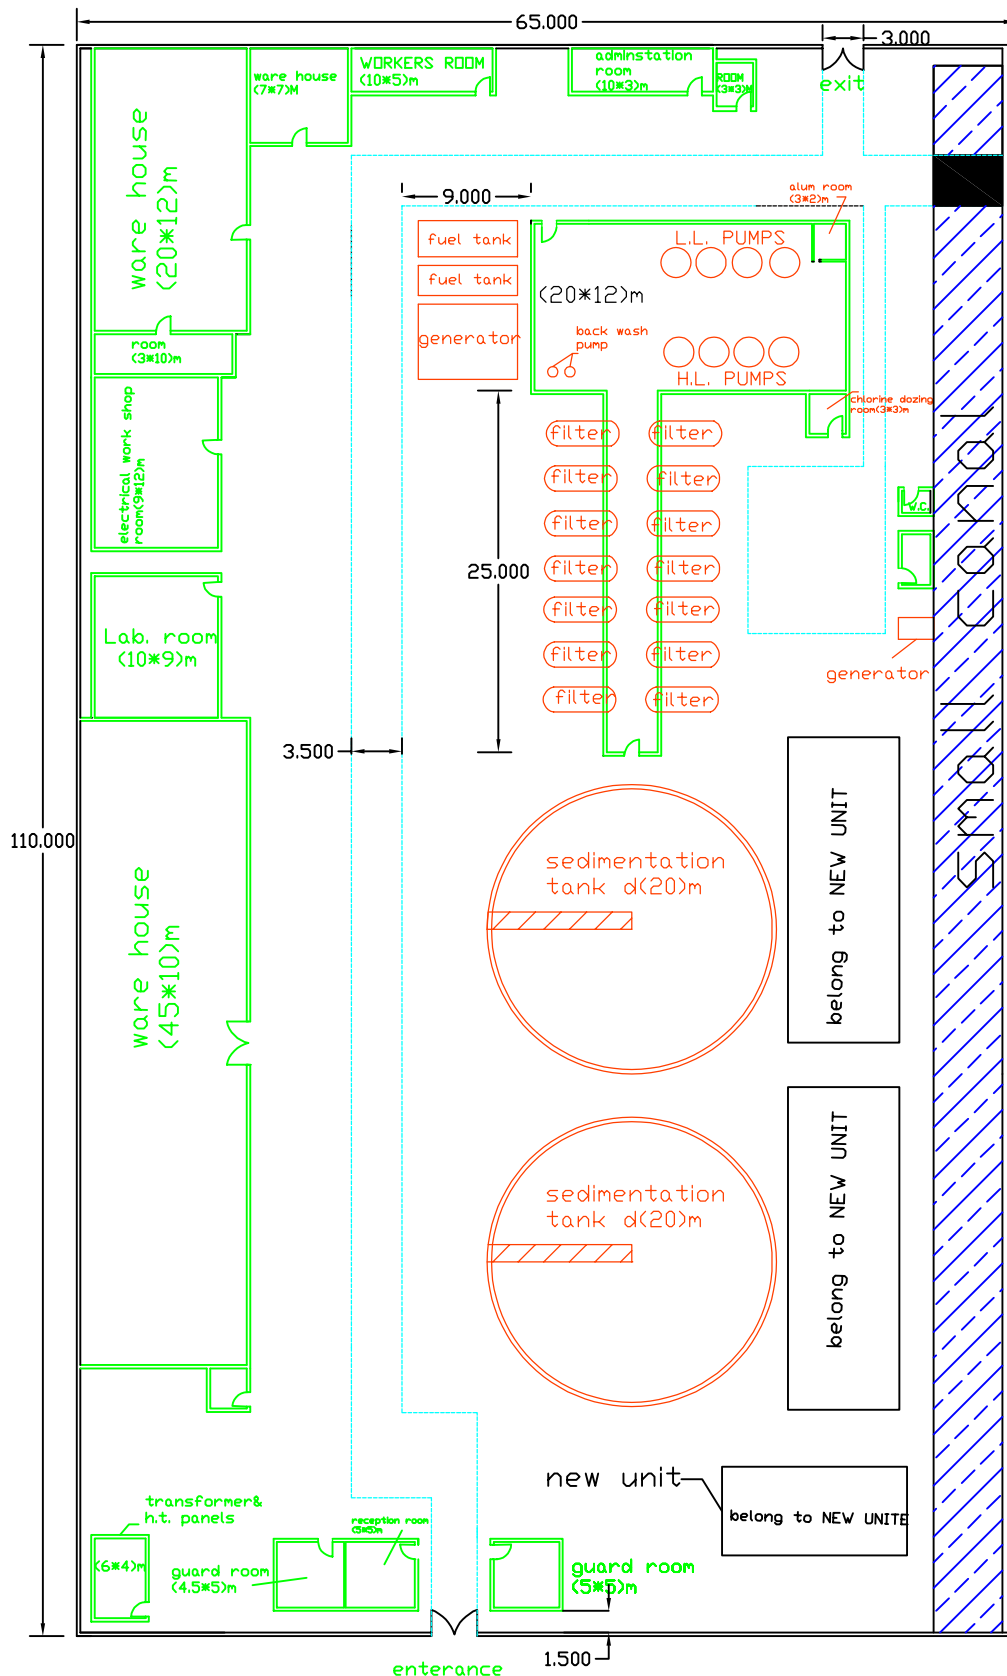 65.000
3.000
exit
WORKERS ROOM
(10*5)m
adminstation
room
(10*3)m
ROOM
(3*3)M
ware house
(7*7)M
ware house
(20*12)m
9.000
alum room
(3*2)m
fuel tank
L.L. PUMPS
fuel tank
(20*12)m
generator
back wash
pump
H.L. PUMPS
room
(3*10)m
chlorine dozing
room(3*3)m
electrical work shop
room(9*12)m
filter
filter
filter
filter
filter
filter
filter
filter
filter
filter
filter
filter
filter
filter
W.C.
small canal
25.000
Lab. room
(10*9)m
generator
3.500
110.000
ware house
(45*10)m
sedimentation
tank d(20)m
belong to NEW UNIT
sedimentation
tank d(20)m
belong to NEW UNIT
new unit
belong to NEW UNITE
transformer&
h.t. panels
(6*4)m
reception room
(5*5)m
guard room
(4.5*5)m
guard room
(5*5)m
1.500
enterance